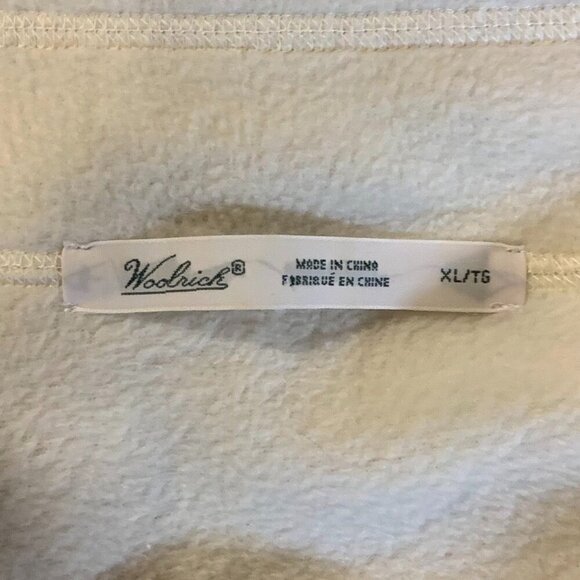 Woolrich®
MADE IN CHINA
FABRIQUÉ EN CHINE
XL/TG